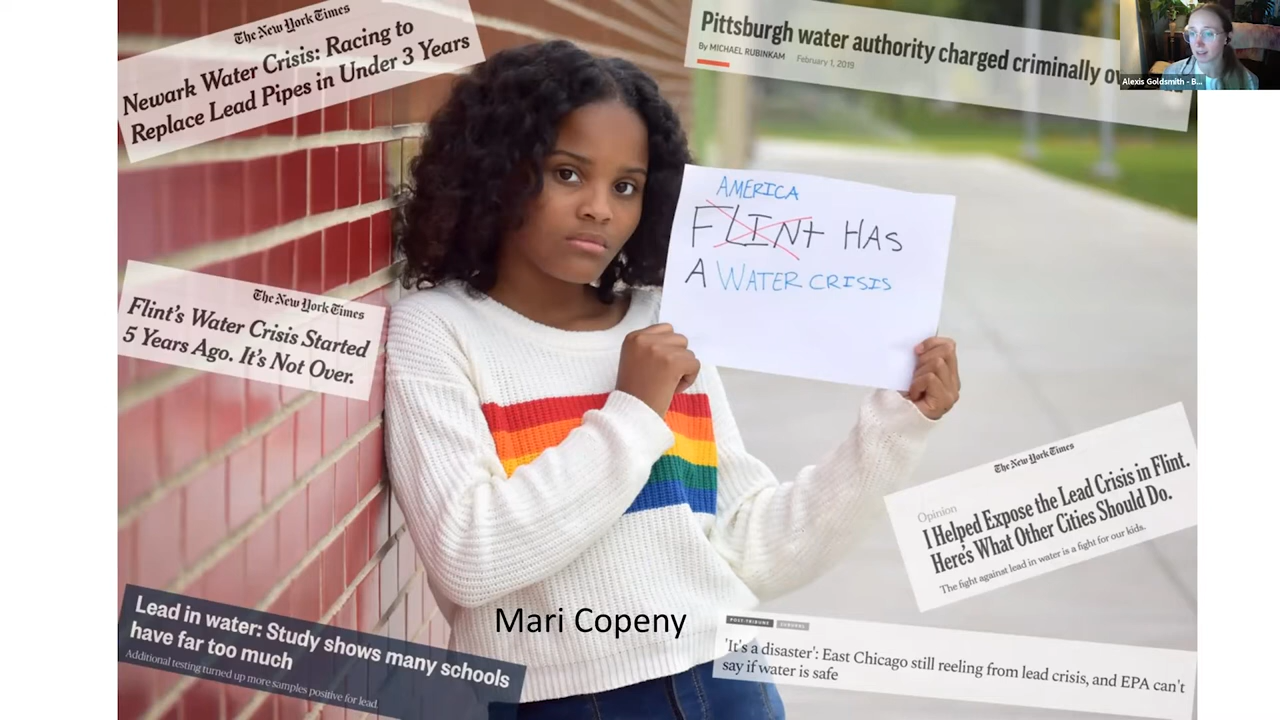 The New York Times
Newark Water Crisis: Racing to
Replace Lead Pipes in Under 3 Years
Pittsburgh water authority charged criminally
By MICHAEL RUBINKAM February 1, 2019
Alexis Goldsmith - B...
AMERICA
FLINT HAS
A WATER CRISIS
The New York Times
Flint's Water Crisis Started
5 Years Ago. It's Not Over.
The New York Times
Opinion
I Helped Expose the Lead Crisis in Flint.
Here's What Other Cities Should Do.
The fight against lead in water is a fight for our kids.
Lead in water: Study shows many schools
have far too much
Additional testing turned up more samples positive for lead
Mari Copeny
POST-TRIBUNE SUBURBS
'It's a disaster': East Chicago still reeling from lead crisis, and EPA can't
say if water is safe